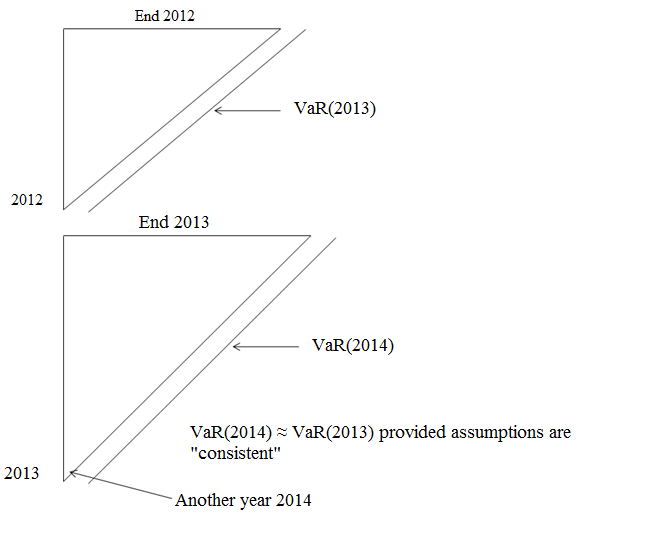 End 2012
VaR(2013)
2012
End 2013
VaR(2014)
VaR(2014) ≈ VaR(2013) provided assumptions are
"consistent"
2013
Another year 2014